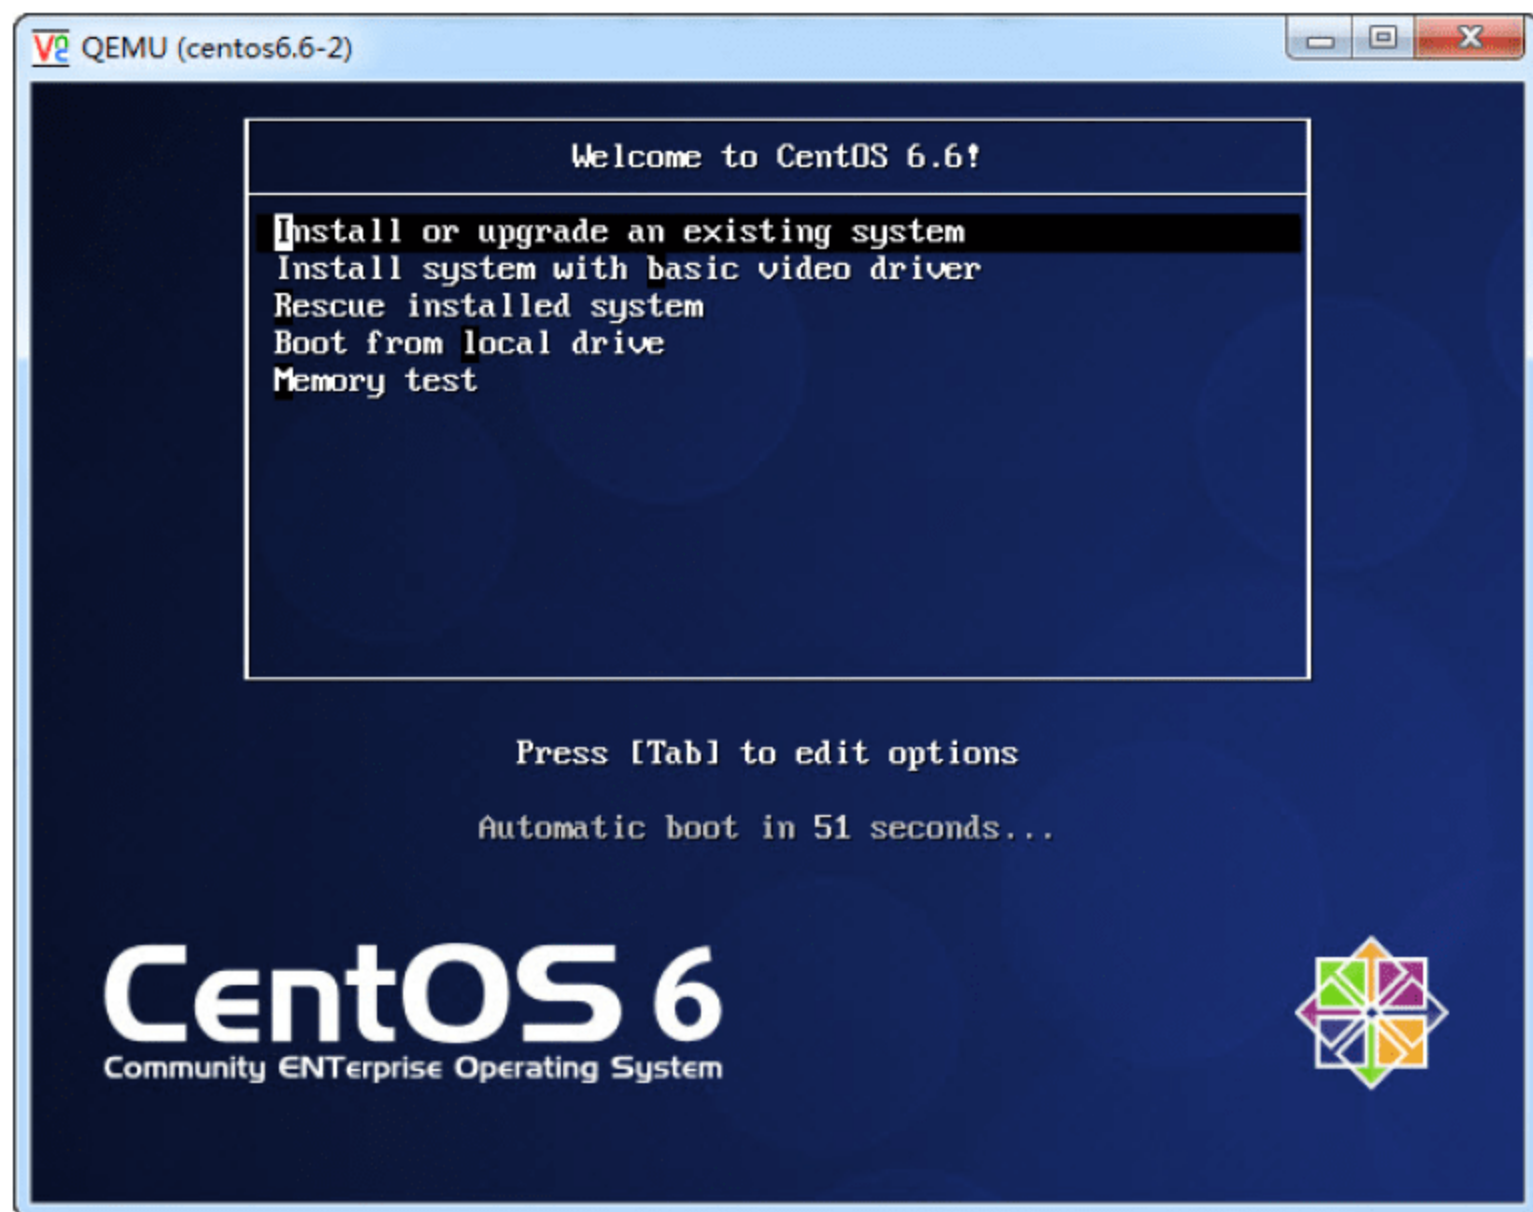 QEMU (centos6.6-2)
Welcome to CentOS 6.6!
Install or upgrade an existing system
Install system with basic video driver
Rescue installed system
Boot from local drive
Memory test
Press [Tab] to edit options
Automatic boot in 51 seconds...
CentOS 6
Community ENTerprise Operating System